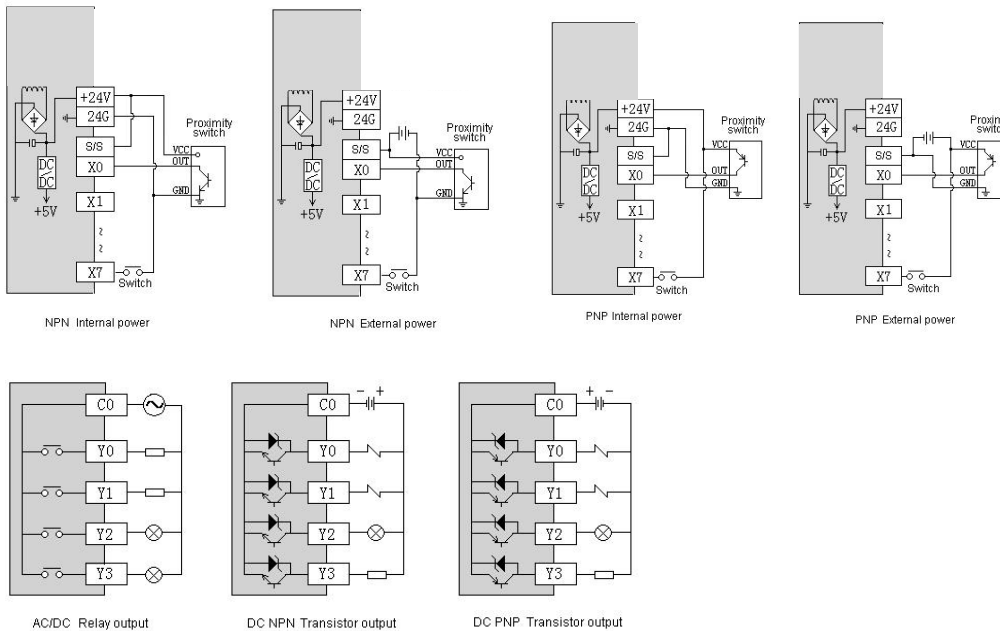 +24V
24G
S/S
X0
X1
~
~
X7
DC
DC
+5V
VCC
OUT
GND
Proximity
switch
Switch
NPN Internal power
+24V
24G
S/S
X0
X1
~
~
X7
DC
DC
+5V
VCC
OUT
GND
Proximity
switch
Switch
NPN External power
+24V
24G
S/S
X0
X1
~
~
X7
DC
DC
+5V
VCC
OUT
GND
Proximity
switch
Switch
PNP Internal power
+24V
24G
S/S
X0
X1
~
~
X7
DC
DC
+5V
VCC
OUT
GND
Proximi
switch
Switch
PNP External power
C0
Y0
Y1
Y2
Y3
AC/DC Relay output
- +
C0
Y0
Y1
Y2
Y3
DC NPN Transistor output
+ -
C0
Y0
Y1
Y2
Y3
DC PNP Transistor output